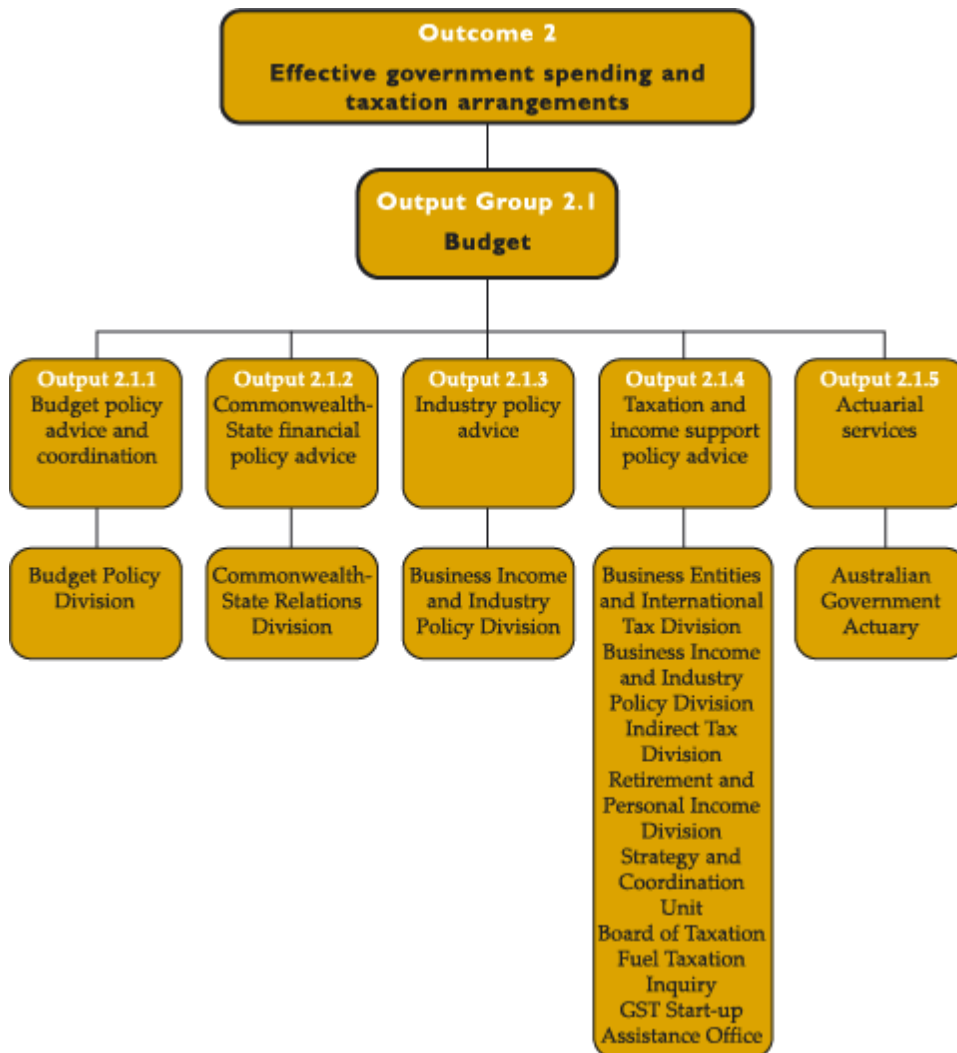 Outcome 2
Effective government spending and
taxation arrangements
Output Group 2.1
Budget
Output 2.1.1
Budget policy
advice and
coordination
Output 2.1.2
Commonwealth-
State financial
policy advice
Output 2.1.3
Industry policy
advice
Output 2.1.4
Taxation and
income support
policy advice
Output 2.1.5
Actuarial
services
Budget Policy
Division
Commonwealth-
State Relations
Division
Business Income
and Industry
Policy Division
Business Entities
and International
Tax Division
Business Income
and Industry
Policy Division
Indirect Tax
Division
Retirement and
Personal Income
Division
Strategy and
Coordination
Unit
Board of Taxation
Fuel Taxation
Inquiry
GST Start-up
Assistance Office
Australian
Government
Actuary